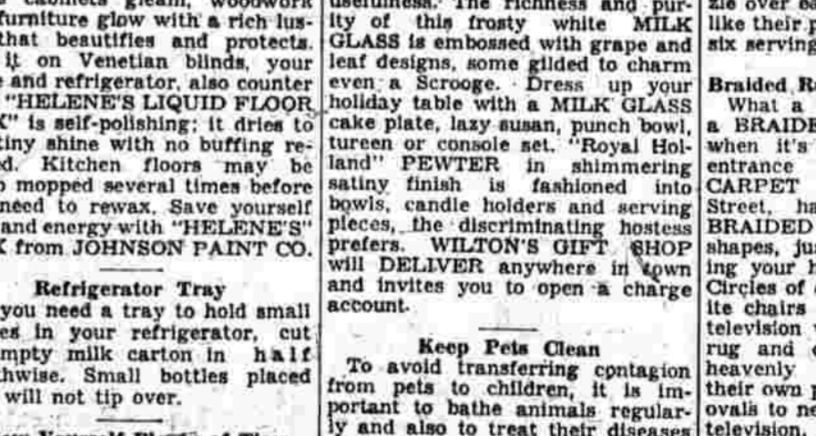 cabinets gleam, woodwork
furniture glow with a rich lus-
that beautifies and protects.
it on Venetian blinds, your
and refrigerator, also counter
"HELENE'S LIQUID FLOOR
" is self-polishing; it dries to
tiny shine with no buffing re-
d. Kitchen floors may be
mopped several times before
need to rewax. Save yourself
and energy with "HELENE'S"
from JOHNSON PAINT CO.
Refrigerator Tray
you need a tray to hold small
es in your refrigerator, cut
mpty milk carton in half
thwise. Small bottles placed
will not tip over.
usefulness. The richness and pur-
ity of this frosty white MILK
GLASS is embossed with grape and
leaf designs, some gilded to charm
even a Scrooge. Dress up your
holiday table with a MILK GLASS
cake plate, lazy susan, punch bowl,
tureen or console set. "Royal Hol-
land" PEWTER in shimmering
satiny finish is fashioned into
bowls, candle holders and serving
pieces, the discriminating hostess
prefers. WILTON'S GIFT SHOP
will DELIVER anywhere in town
and invites you to open a charge
account.
Keep Pets Clean
To avoid transferring contagion
from pets to children, it is im-
portant to bathe animals regular-
ly and also to treat their diseases
zle over
like their
six serving
Braided
What a
a BRAIDE
when it's
entrance
CARPET
Street, ha
BRAIDED
shapes, jus
ing your
Circles of
ite chairs
television
rug and
heavenly
their own
ovals to ne
television.